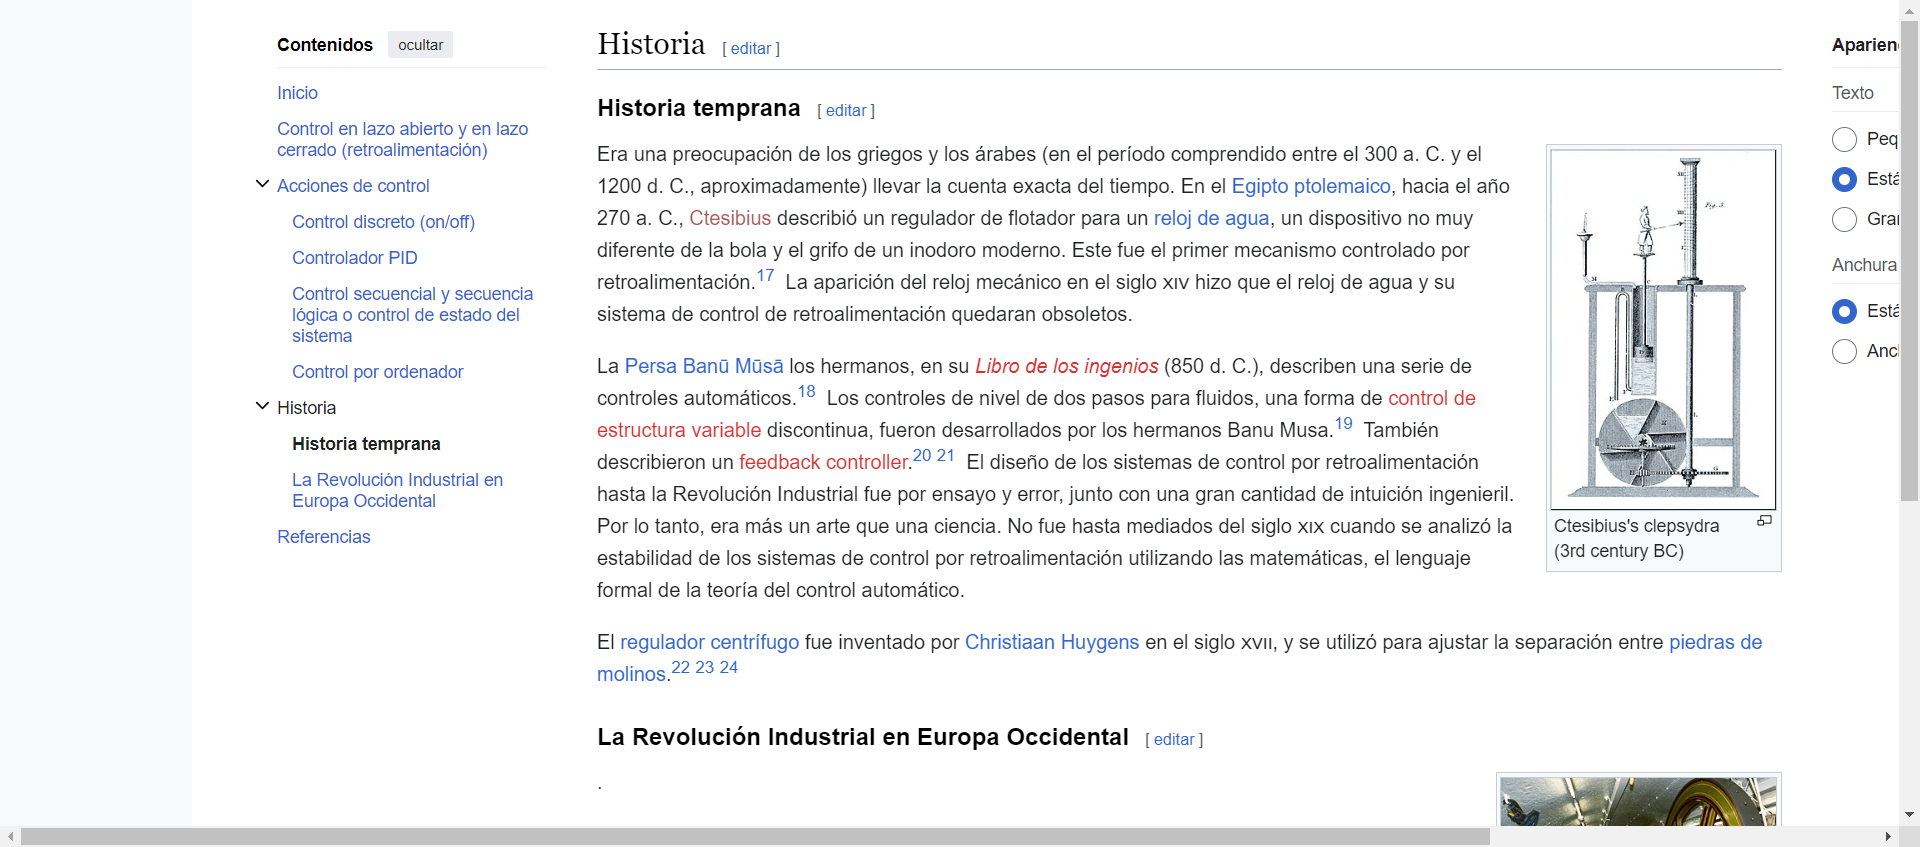 Contenidos
ocultar
Inicio
Control en lazo abierto y en lazo
cerrado (retroalimentación)
Acciones de control
Control discreto (on/off)
Controlador PID
Control secuencial y secuencia
lógica o control de estado del
sistema
Control por ordenador
Historia
Historia temprana
La Revolución Industrial en
Europa Occidental
Referencias
Historia [ editar ]
Historia temprana [ editar ]
Era una preocupación de los griegos y los árabes (en el período comprendido entre el 300 a. C. y el
1200 d. C., aproximadamente) llevar la cuenta exacta del tiempo. En el Egipto ptolemaico, hacia el año
270 a. C., Ctesibius describió un regulador de flotador para un reloj de agua, un dispositivo no muy
diferente de la bola y el grifo de un inodoro moderno. Este fue el primer mecanismo controlado por
retroalimentación.17 La aparición del reloj mecánico en el siglo XIV hizo que el reloj de agua y su
sistema de control de retroalimentación quedaran obsoletos.
La Persa Banū Mūsā los hermanos, en su Libro de los ingenios (850 d. C.), describen una serie de
controles automáticos.18 Los controles de nivel de dos pasos para fluidos, una forma de control de
estructura variable discontinua, fueron desarrollados por los hermanos Banu Musa.19 También
describieron un feedback controller.20 21 El diseño de los sistemas de control por retroalimentación
hasta la Revolución Industrial fue por ensayo y error, junto con una gran cantidad de intuición ingenieril.
Por lo tanto, era más un arte que una ciencia. No fue hasta mediados del siglo XIX cuando se analizó la
estabilidad de los sistemas de control por retroalimentación utilizando las matemáticas, el lenguaje
formal de la teoría del control automático.
El regulador centrífugo fue inventado por Christiaan Huygens en el siglo XVII, y se utilizó para ajustar la separación entre piedras de
molinos.22 23 24
La Revolución Industrial en Europa Occidental [ editar ]
.
Fig. 3.
Ctesibius's clepsydra
(3rd century BC)
Aparien
Texto
Peq
Está
Gran
Anchura
Está
Anch